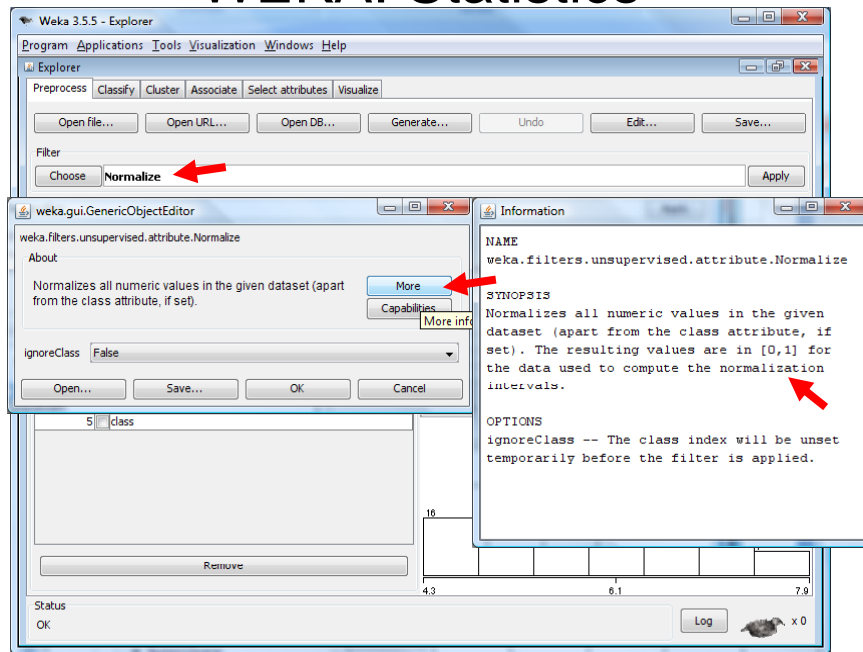 WEKA: Statistics
Weka 3.5.5 - Explorer
Program Applications Tools Visualization Windows Help
Explorer
Preprocess Classify Cluster Associate Select attributes Visualize
Open file... Open URL... Open DB... Generate... Undo Edit... Save...
Filter
Choose Normalize Apply
weka.gui.GenericObjectEditor
weka.filters.unsupervised.attribute.Normalize
About
Normalizes all numeric values in the given dataset (apart
from the class attribute, if set).
More
Capabilities
More info
ignoreClass False
Open... Save... OK Cancel
Information
NAME
weka.filters.unsupervised.attribute.Normalize
SYNOPSIS
Normalizes all numeric values in the given
dataset (apart from the class attribute, if
set). The resulting values are in [0,1] for
the data used to compute the normalization
intervals.
OPTIONS
ignoreClass -- The class index will be unset
temporarily before the filter is applied.
5 class
16
Remove
4.3 6.1 7.9
Status
OK
Log x 0